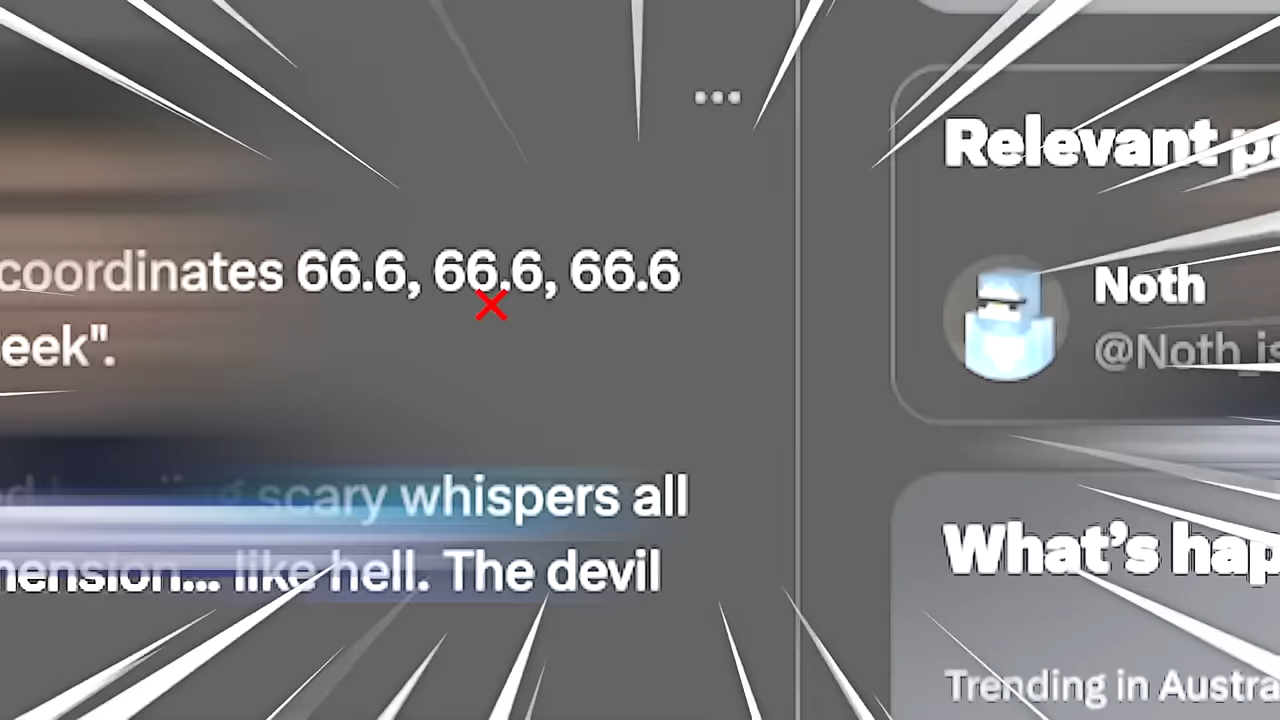 coordinates 66.6, 66.6, 66.6
eek".
scary whispers all
like hell. The devil
Relevant
Noth
@Noth_is
What's hap
Trending in Austra